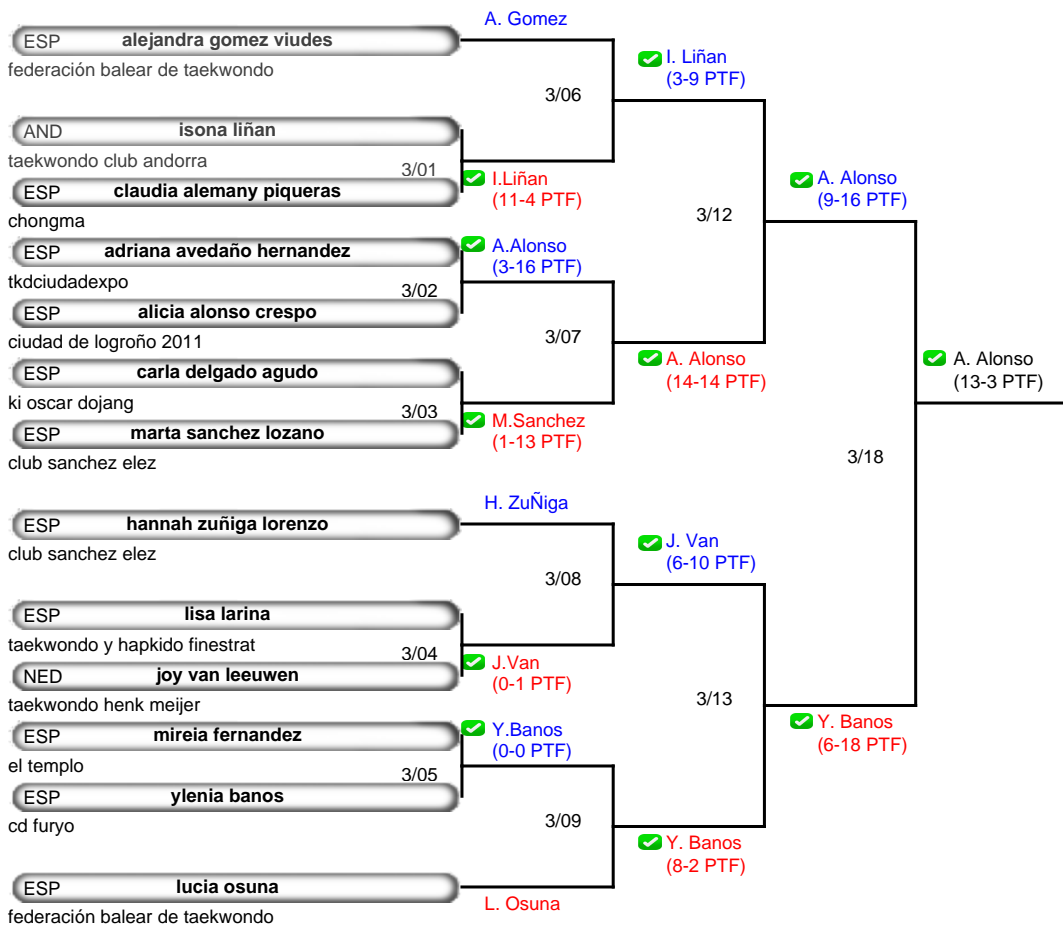 A. Gomez
ESP alejandra gomez viudes
federación balear de taekwondo
I. Liñan
(3-9 PTF)
3/06
AND isona liñan
taekwondo club andorra
3/01
ESP claudia alemany piqueras
chongma
I.Liñan
(11-4 PTF)
A. Alonso
(9-16 PTF)
3/12
ESP adriana avedaño hernandez
tkdciudadexpo
A.Alonso
(3-16 PTF)
3/02
ESP alicia alonso crespo
ciudad de logroño 2011
3/07
ESP carla delgado agudo
ki oscar dojang
A. Alonso
(14-14 PTF)
A. Alonso
(13-3 PTF)
3/03
ESP marta sanchez lozano
club sanchez elez
M.Sanchez
(1-13 PTF)
3/18
H. ZuÑiga
ESP hannah zuñiga lorenzo
club sanchez elez
J. Van
(6-10 PTF)
3/08
ESP lisa larina
taekwondo y hapkido finestrat
3/04
NED joy van leeuwen
taekwondo henk meijer
J.Van
(0-1 PTF)
3/13
ESP mireia fernandez
el templo
Y.Banos
(0-0 PTF)
Y. Banos
(6-18 PTF)
3/05
ESP ylenia banos
cd furyo
3/09
Y. Banos
(8-2 PTF)
ESP lucia osuna
federación balear de taekwondo
L. Osuna